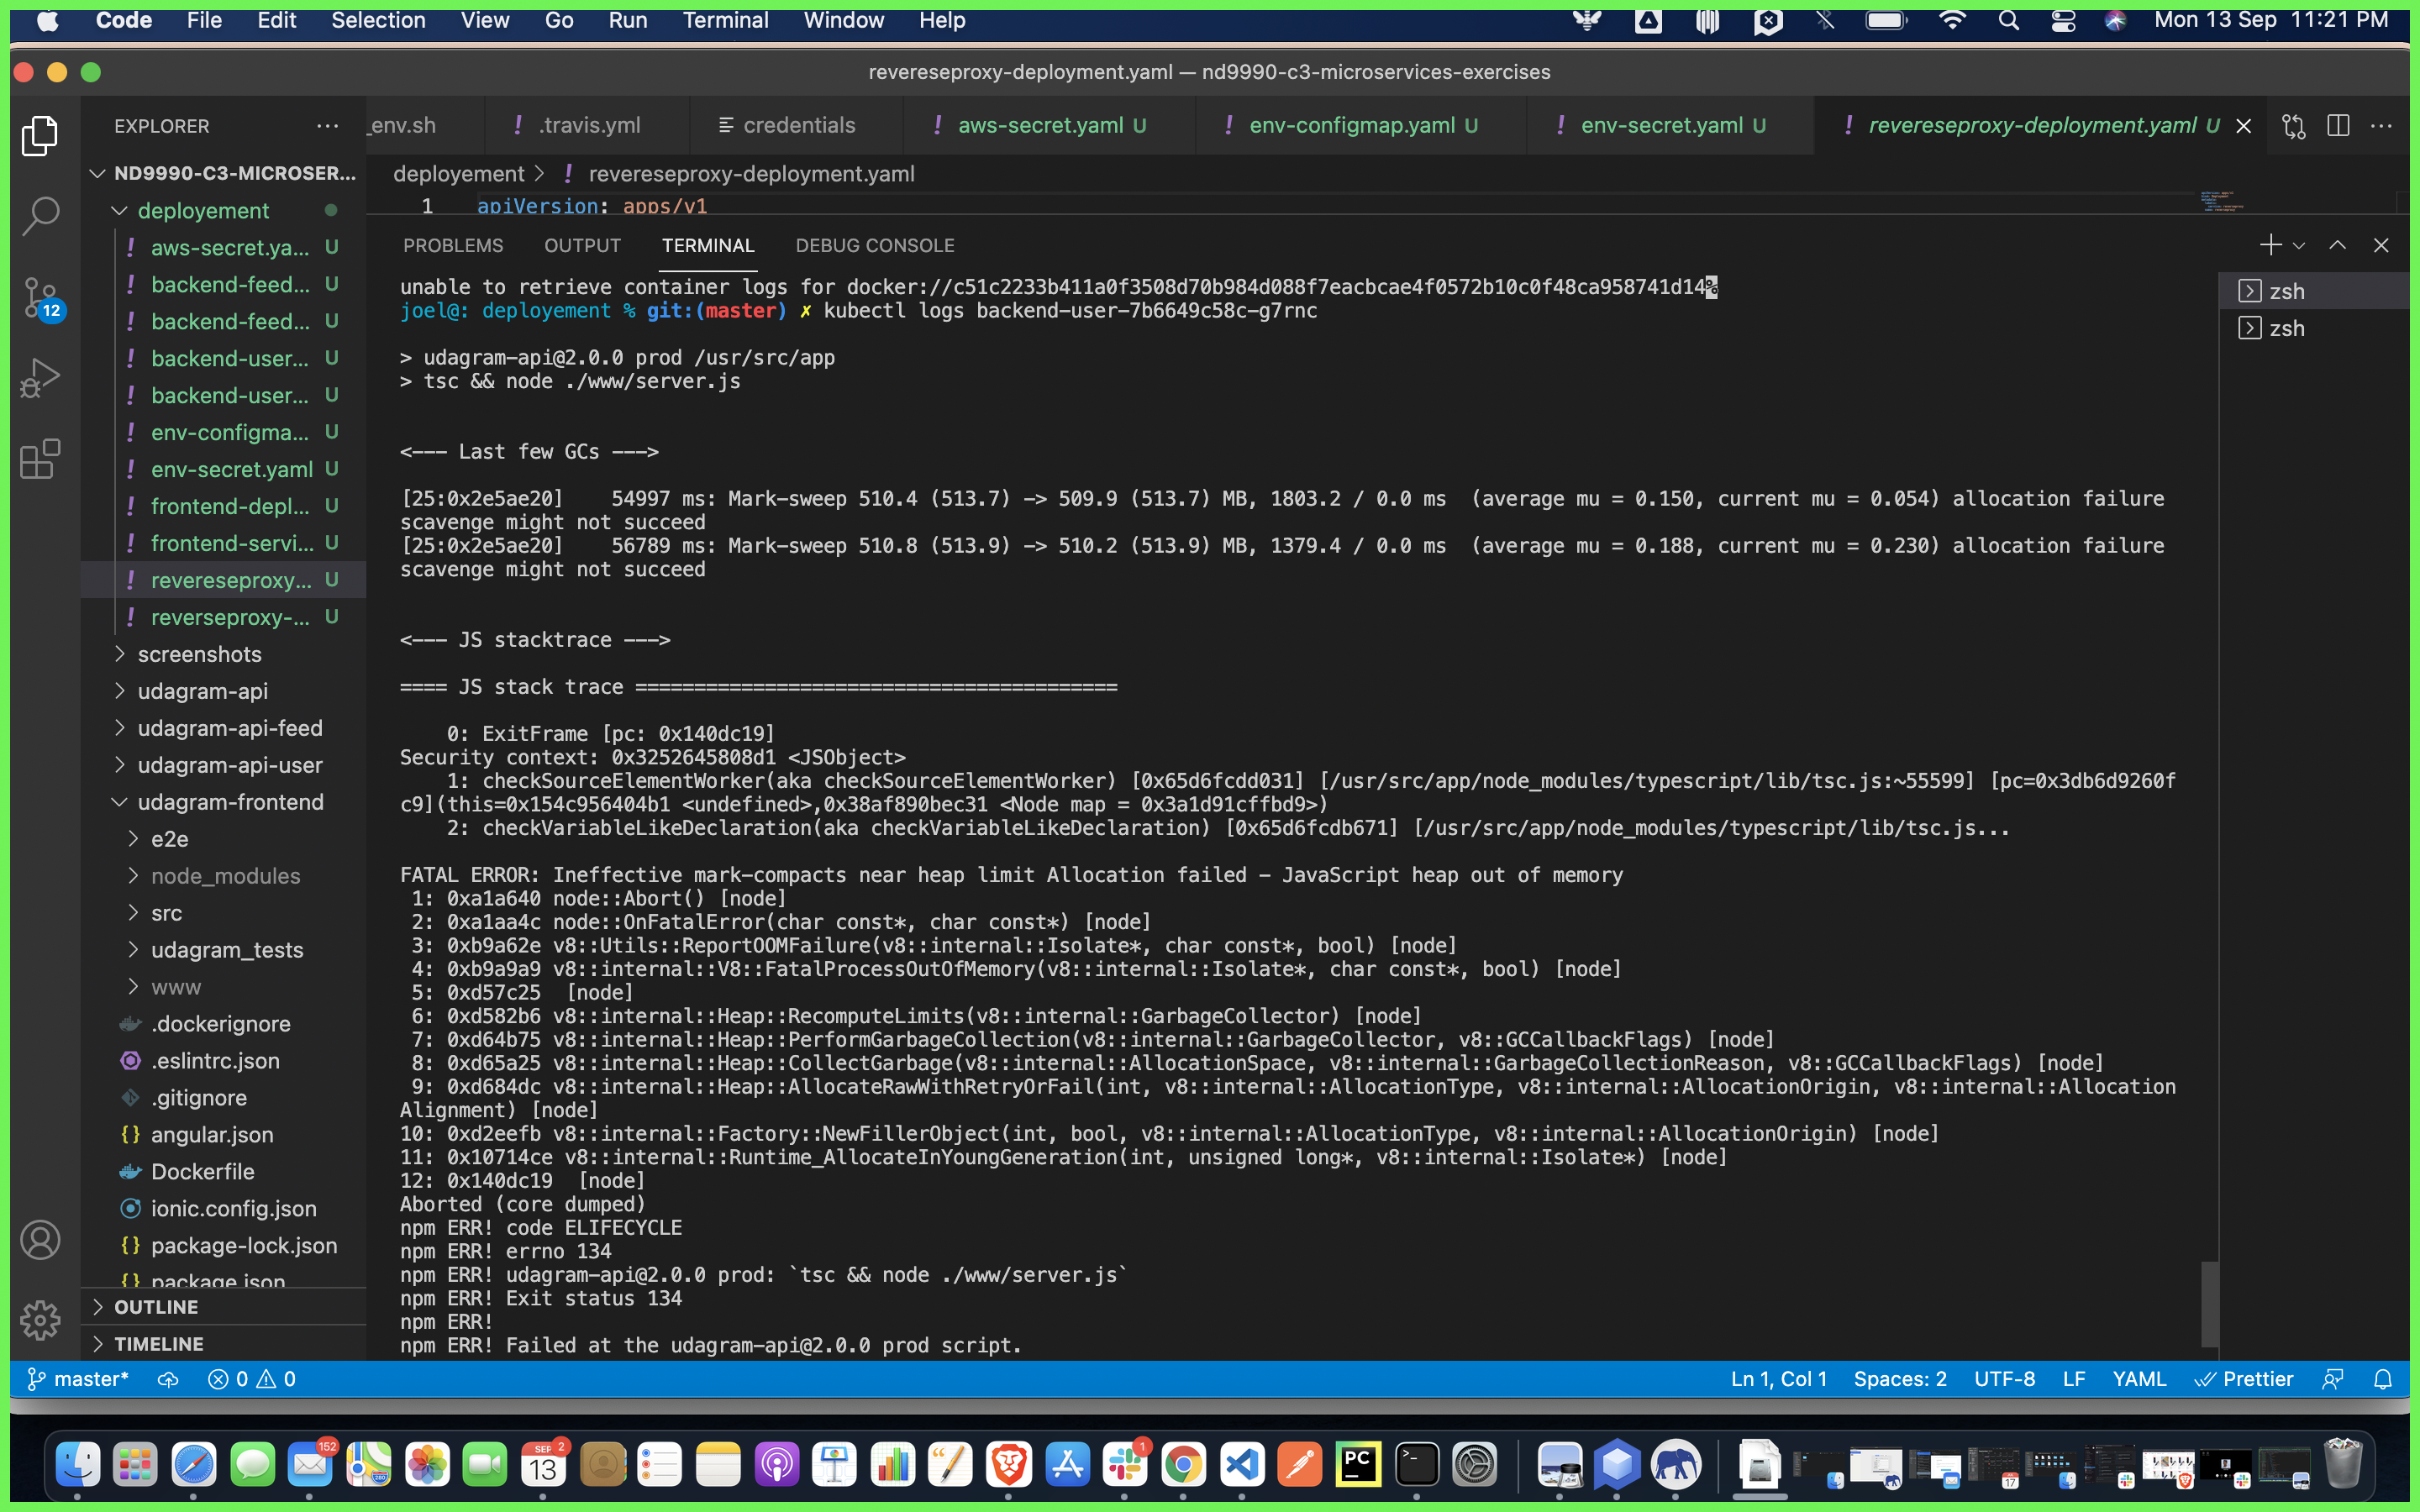 Code File Edit Selection View Go Run Terminal Window Help Mon 13 Sep 11:21 PM
revereseproxy-deployment.yaml — nd9990-c3-microservices-exercises
EXPLORER ···
_env.sh ! .travis.yml credentials ! aws-secret.yaml U ! env-configmap.yaml U ! env-secret.yaml U ! revereseproxy-deployment.yaml U
ND9990-C3-MICROSER...
deployement
! aws-secret.ya... U
! backend-feed... U
! backend-feed... U
! backend-user... U
! backend-user... U
! env-configma... U
! env-secret.yaml U
! frontend-depl... U
! frontend-servi... U
! revereseproxy... U
! reverseproxy-... U
screenshots
udagram-api
udagram-api-feed
udagram-api-user
udagram-frontend
e2e
node_modules
src
udagram_tests
www
.dockerignore
.eslintrc.json
.gitignore
{} angular.json
Dockerfile
ionic.config.json
{} package-lock.json
{} package.json
OUTLINE
TIMELINE
12
deployement > ! revereseproxy-deployment.yaml
1 apiVersion: apps/v1
PROBLEMS OUTPUT TERMINAL DEBUG CONSOLE
zsh
zsh
unable to retrieve container logs for docker://c51c2233b411a0f3508d70b984d088f7eacbcae4f0572b10c0f48ca958741d14%
joel@: deployement % git:(master) ✗ kubectl logs backend-user-7b6649c58c-g7rnc
> udagram-api@2.0.0 prod /usr/src/app
> tsc && node ./www/server.js
<--- Last few GCs --->
[25:0x2e5ae20] 54997 ms: Mark-sweep 510.4 (513.7) -> 509.9 (513.7) MB, 1803.2 / 0.0 ms (average mu = 0.150, current mu = 0.054) allocation failure
scavenge might not succeed
[25:0x2e5ae20] 56789 ms: Mark-sweep 510.8 (513.9) -> 510.2 (513.9) MB, 1379.4 / 0.0 ms (average mu = 0.188, current mu = 0.230) allocation failure
scavenge might not succeed
<--- JS stacktrace --->
==== JS stack trace =========================================
0: ExitFrame [pc: 0x140dc19]
Security context: 0x3252645808d1 <JSObject>
1: checkSourceElementWorker(aka checkSourceElementWorker) [0x65d6fcdd031] [/usr/src/app/node_modules/typescript/lib/tsc.js:~55599] [pc=0x3db6d9260f
c9](this=0x154c956404b1 <undefined>,0x38af890bec31 <Node map = 0x3a1d91cffbd9>)
2: checkVariableLikeDeclaration(aka checkVariableLikeDeclaration) [0x65d6fcdb671] [/usr/src/app/node_modules/typescript/lib/tsc.js...
FATAL ERROR: Ineffective mark-compacts near heap limit Allocation failed - JavaScript heap out of memory
1: 0xa1a640 node::Abort() [node]
2: 0xa1aa4c node::OnFatalError(char const*, char const*) [node]
3: 0xb9a62e v8::Utils::ReportOOMFailure(v8::internal::Isolate*, char const*, bool) [node]
4: 0xb9a9a9 v8::internal::V8::FatalProcessOutOfMemory(v8::internal::Isolate*, char const*, bool) [node]
5: 0xd57c25 [node]
6: 0xd582b6 v8::internal::Heap::RecomputeLimits(v8::internal::GarbageCollector) [node]
7: 0xd64b75 v8::internal::Heap::PerformGarbageCollection(v8::internal::GarbageCollector, v8::GCCallbackFlags) [node]
8: 0xd65a25 v8::internal::Heap::CollectGarbage(v8::internal::AllocationSpace, v8::internal::GarbageCollectionReason, v8::GCCallbackFlags) [node]
9: 0xd684dc v8::internal::Heap::AllocateRawWithRetryOrFail(int, v8::internal::AllocationType, v8::internal::AllocationOrigin, v8::internal::Allocation
Alignment) [node]
10: 0xd2eefb v8::internal::Factory::NewFillerObject(int, bool, v8::internal::AllocationType, v8::internal::AllocationOrigin) [node]
11: 0x10714ce v8::internal::Runtime_AllocateInYoungGeneration(int, unsigned long*, v8::internal::Isolate*) [node]
12: 0x140dc19 [node]
Aborted (core dumped)
npm ERR! code ELIFECYCLE
npm ERR! errno 134
npm ERR! udagram-api@2.0.0 prod: `tsc && node ./www/server.js`
npm ERR! Exit status 134
npm ERR!
npm ERR! Failed at the udagram-api@2.0.0 prod script.
master* 0 0 Ln 1, Col 1 Spaces: 2 UTF-8 LF YAML Prettier
152 280 SEP 13 2 1 PC 17